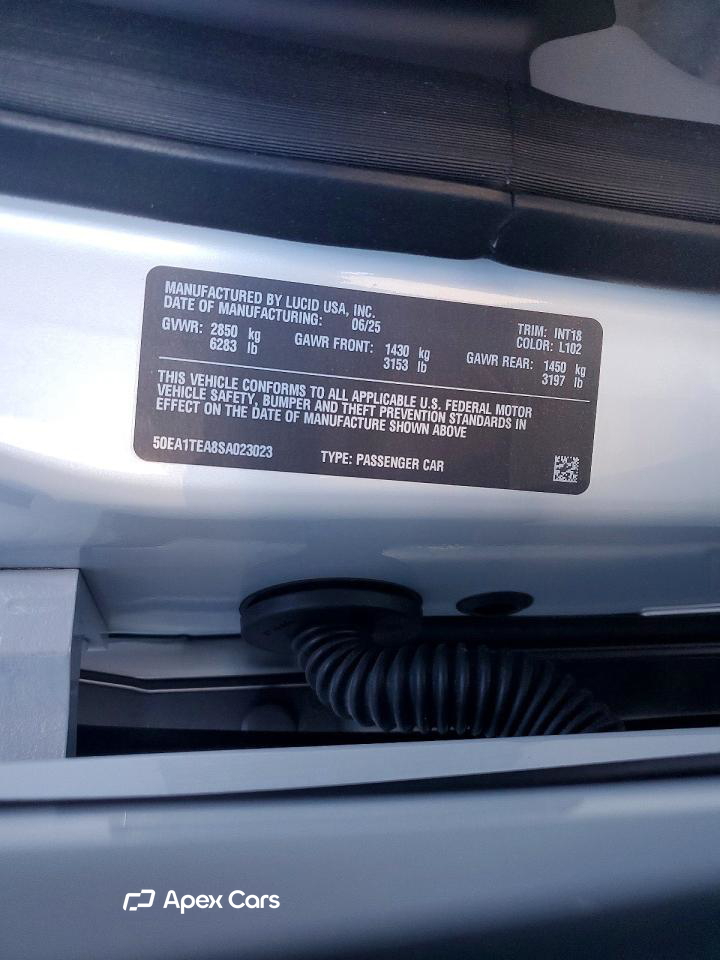 MANUFACTURED BY LUCID USA, INC.
DATE OF MANUFACTURING: 06/25
TRIM: INT18
COLOR: L102
GVWR: 2850 kg
6283 lb
GAWR FRONT: 1430 kg
3153 lb
GAWR REAR: 1450 kg
3197 lb
THIS VEHICLE CONFORMS TO ALL APPLICABLE U.S. FEDERAL MOTOR
VEHICLE SAFETY, BUMPER AND THEFT PREVENTION STANDARDS IN
EFFECT ON THE DATE OF MANUFACTURE SHOWN ABOVE
50EA1TEA8SA023023
TYPE: PASSENGER CAR
Apex Cars